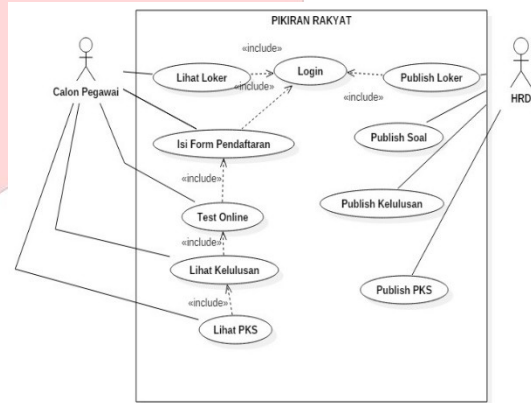 PIKIRAN RAKYAT
«include»
Login
Lihat Loker
«include»
Publish Loker
«include»
Calon Pegawai
HRD
Publish Soal
Isi Form Pendaftaran
«include»
Publish Kelulusan
Test Online
«include»
Lihat Kelulusan
Publish PKS
«include»
Lihat PKS